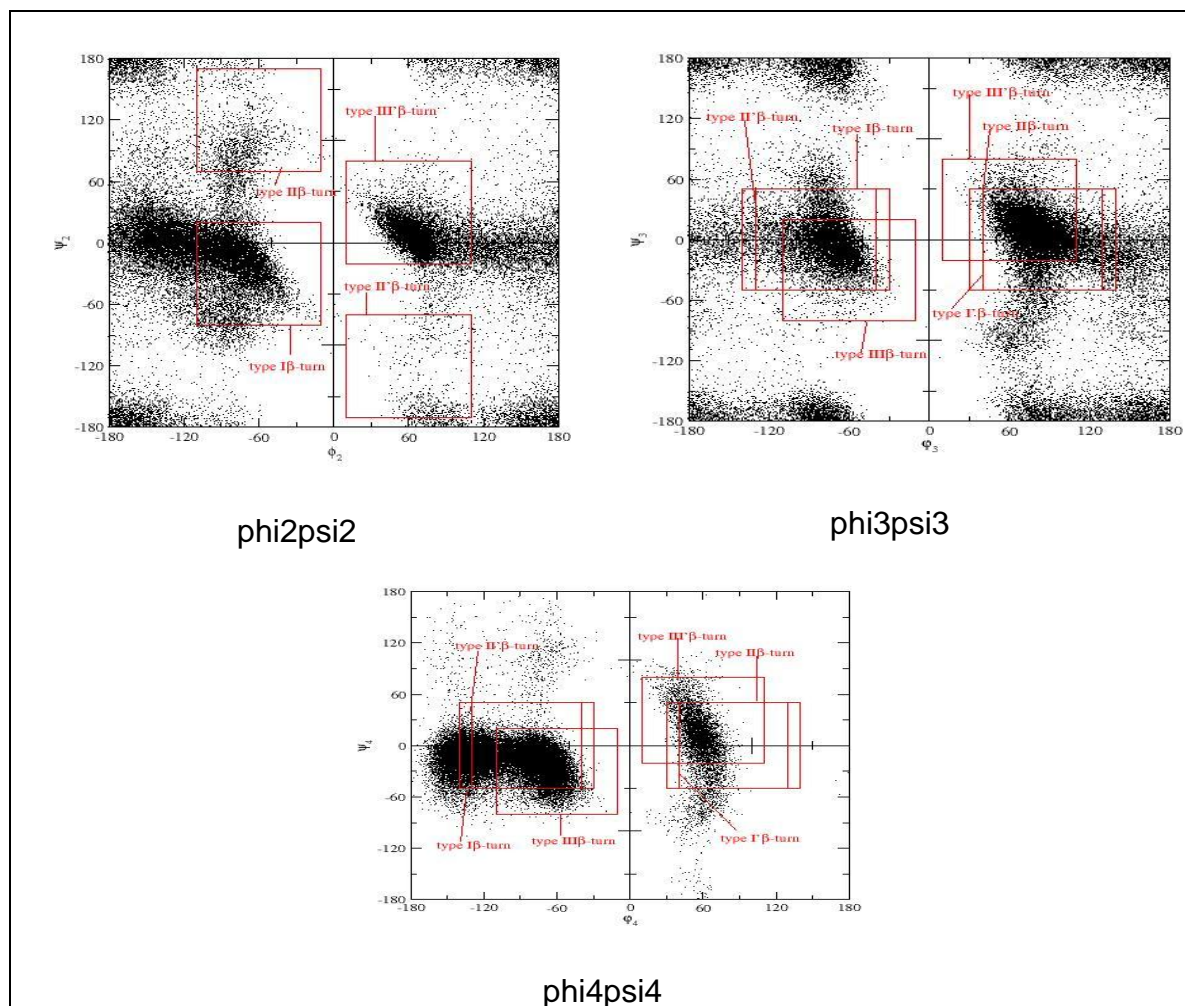 180
120
60
0
-60
-120
-180
ψ2
type III'β-turn
type IIβ-turn
type II'β-turn
type Iβ-turn
-180 -120 -60 0 60 120 180
ϕ2
phi2psi2
180
120
60
0
-60
-120
-180
ψ3
type III'β-turn
type II'β-turn
type Iβ-turn
type IIβ-turn
type I'β-turn
type IIIβ-turn
-180 -120 -60 0 60 120 180
φ3
phi3psi3
180
120
60
0
-60
-120
-180
ψ4
type II'β-turn
type III'β-turn
type IIβ-turn
type Iβ-turn
type IIIβ-turn
type I'β-turn
-180 -120 -60 0 60 120 180
φ4
phi4psi4